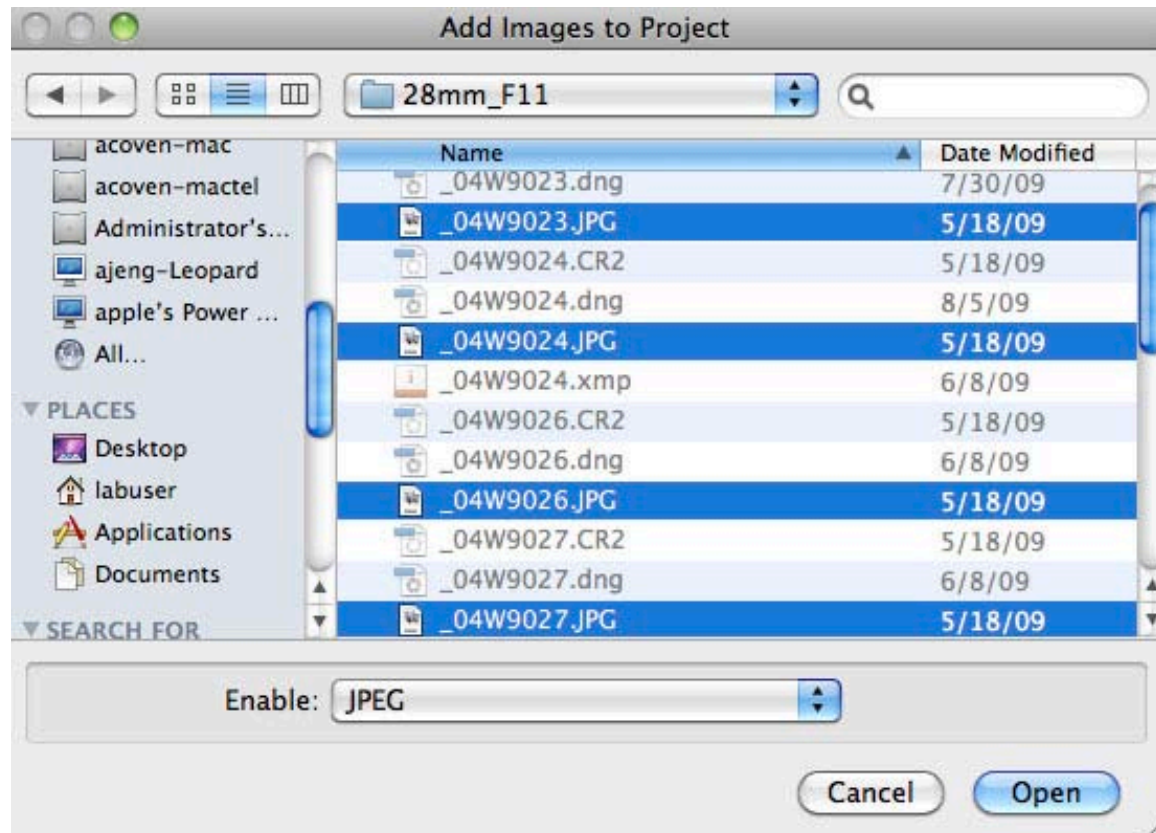 Add Images to Project
28mm_F11
acoven-mac
acoven-mactel
Administrator's...
ajeng-Leopard
apple's Power ...
All...
PLACES
Desktop
labuser
Applications
Documents
SEARCH FOR
Name Date Modified
_04W9023.dng 7/30/09
_04W9023.JPG 5/18/09
_04W9024.CR2 5/18/09
_04W9024.dng 8/5/09
_04W9024.JPG 5/18/09
_04W9024.xmp 6/8/09
_04W9026.CR2 5/18/09
_04W9026.dng 6/8/09
_04W9026.JPG 5/18/09
_04W9027.CR2 5/18/09
_04W9027.dng 6/8/09
_04W9027.JPG 5/18/09
Enable: JPEG
Cancel Open